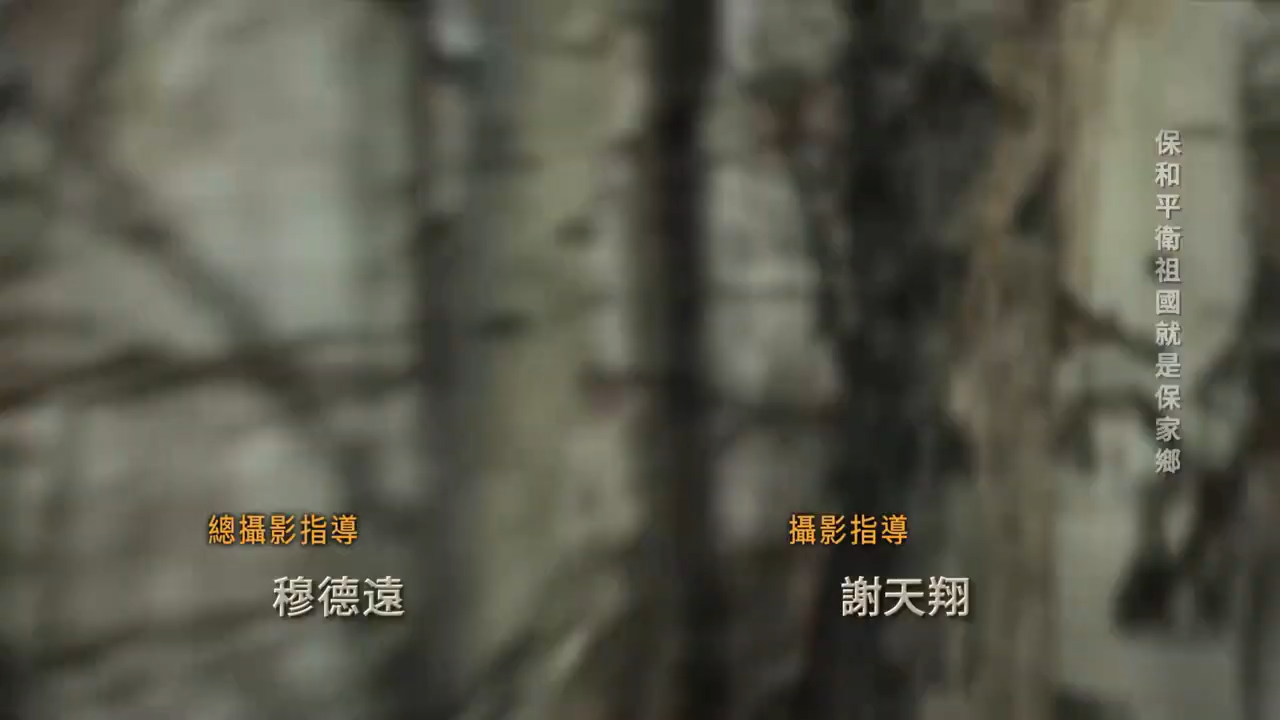 保和平衛祖國就是保家鄉
總攝影指導
穆德遠
攝影指導
謝天翔